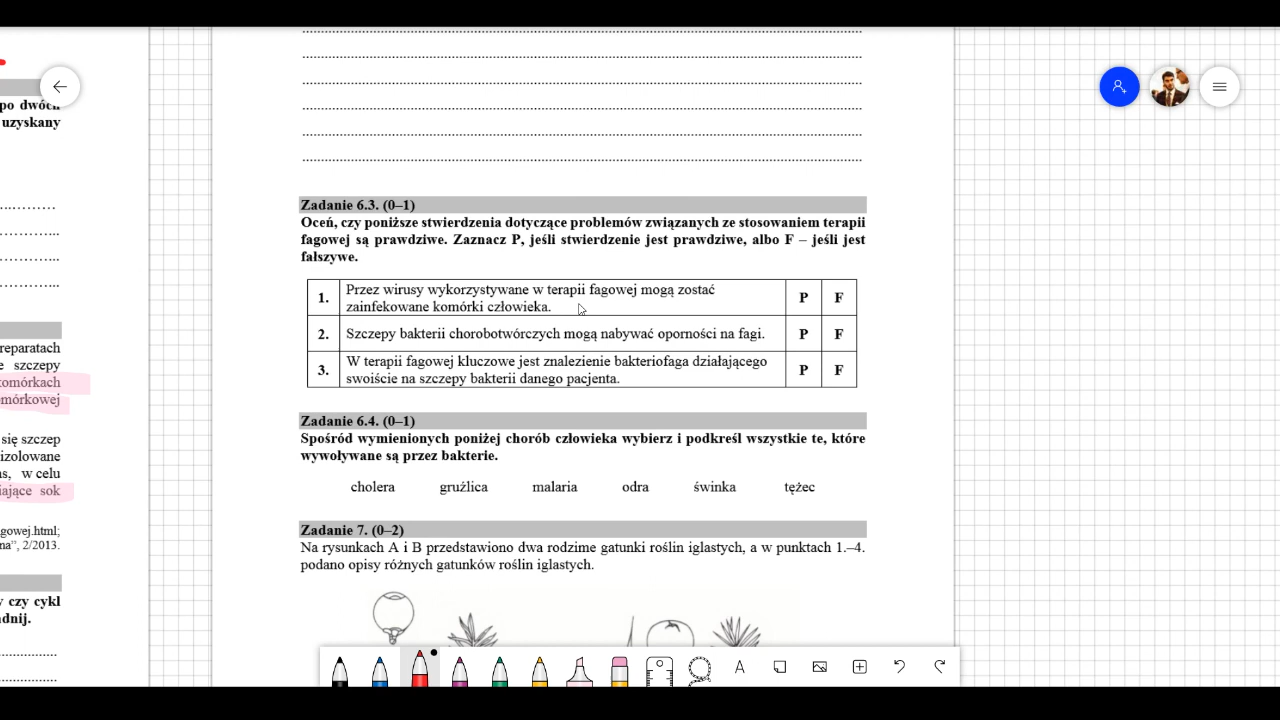 po dwóch
uzyskany
reparatach
e szczepy
komórkach
omórkowej
się szczep
izolowane
as, w celu
iające sok
gowej.html;
na”, 2/2013.
y czy cykl
adnij.
Zadanie 6.3. (0–1)
Oceń, czy poniższe stwierdzenia dotyczące problemów związanych ze stosowaniem terapii
fagowej są prawdziwe. Zaznacz P, jeśli stwierdzenie jest prawdziwe, albo F – jeśli jest
fałszywe.
1. Przez wirusy wykorzystywane w terapii fagowej mogą zostać
zainfekowane komórki człowieka. P F
2. Szczepy bakterii chorobotwórczych mogą nabywać oporności na fagi. P F
3. W terapii fagowej kluczowe jest znalezienie bakteriofaga działającego
swoiście na szczepy bakterii danego pacjenta. P F
Zadanie 6.4. (0–1)
Spośród wymienionych poniżej chorób człowieka wybierz i podkreśl wszystkie te, które
wywoływane są przez bakterie.
cholera gruźlica malaria odra świnka tężec
Zadanie 7. (0–2)
Na rysunkach A i B przedstawiono dwa rodzime gatunki roślin iglastych, a w punktach 1.–4.
podano opisy różnych gatunków roślin iglastych.
A